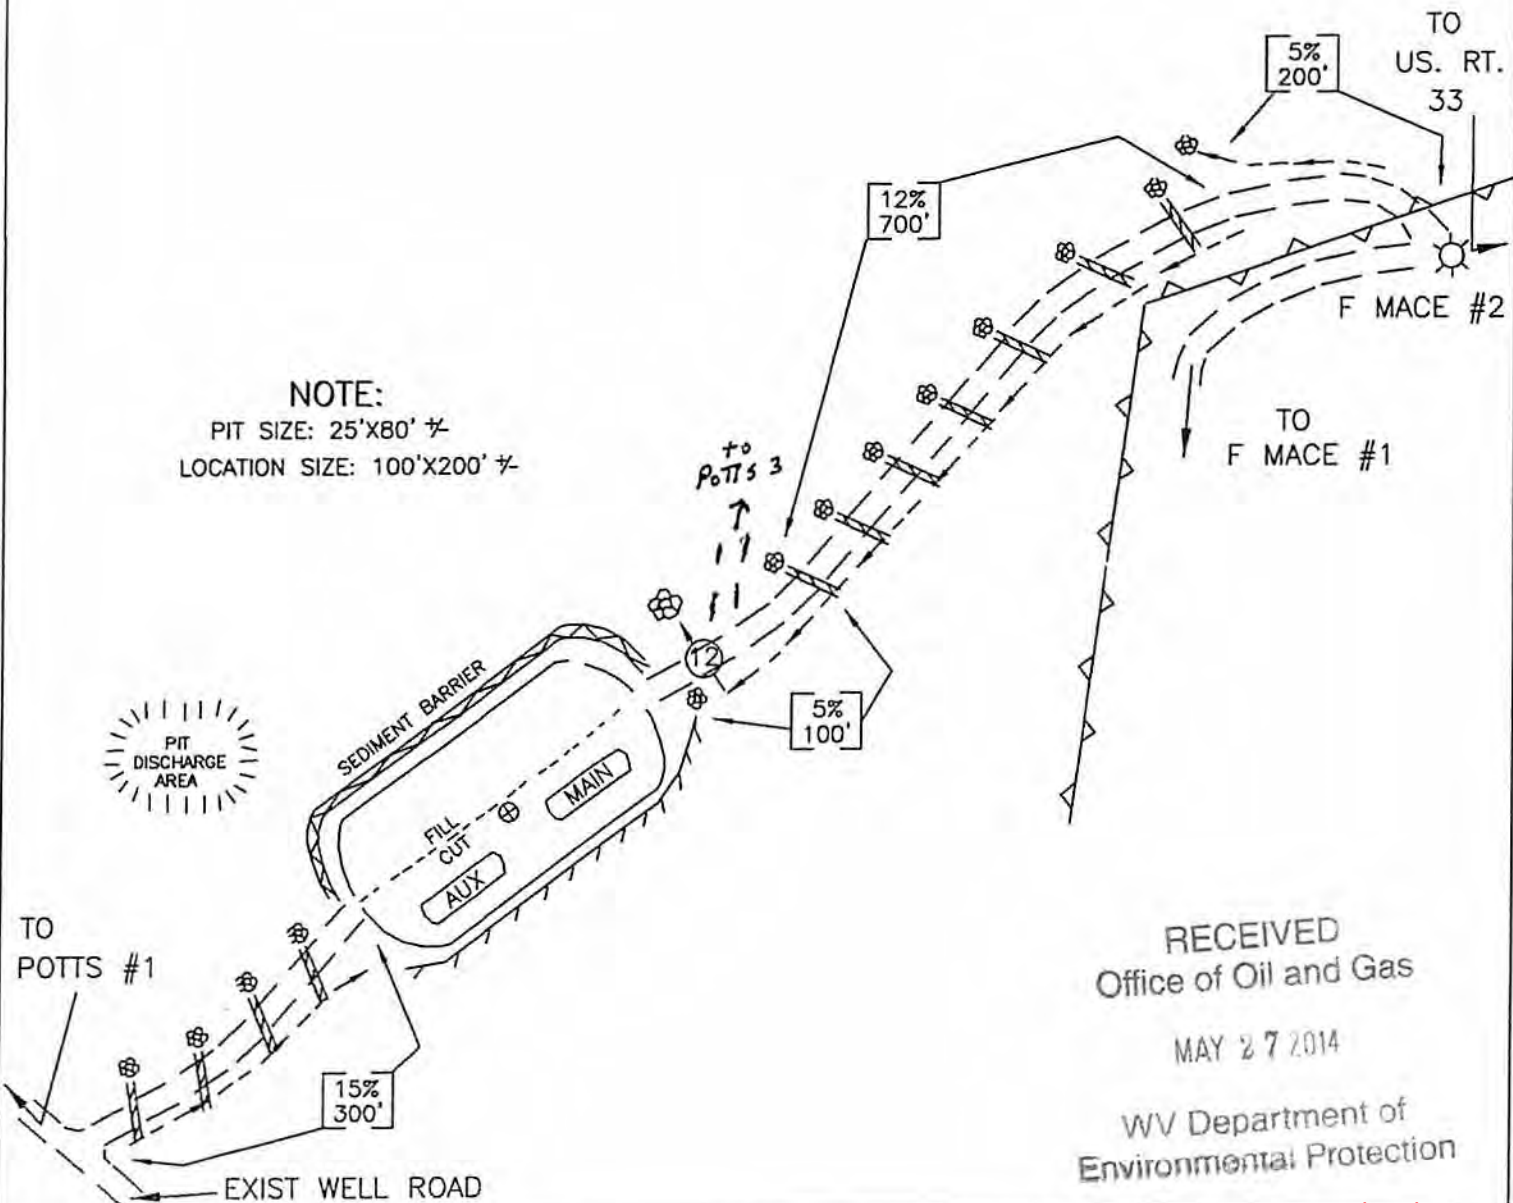 TO
US. RT.
33
5%
200'
12%
700'
F MACE #2
TO
F MACE #1
NOTE:
PIT SIZE: 25'X80' +/-
LOCATION SIZE: 100'X200' +/-
to
POTTS 3
12
5%
100'
SEDIMENT BARRIER
PIT
DISCHARGE
AREA
MAIN
FILL
CUT
AUX
TO
POTTS #1
15%
300'
EXIST WELL ROAD
RECEIVED
Office of Oil and Gas
MAY 27 2014
WV Department of
Environmental Protection